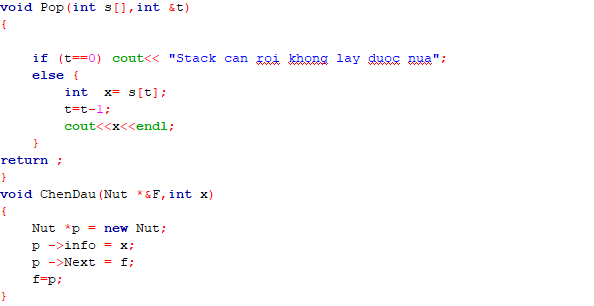 void Pop(int s[],int &t)
{
if (t==0) cout<< "Stack can roi khong lay duoc nua";
else {
int x= s[t];
t=t-1;
cout<<x<<endl;
}
return ;
}
void ChenDau(Nut *&F,int x)
{
Nut *p = new Nut;
p ->info = x;
p ->Next = f;
f=p;
}